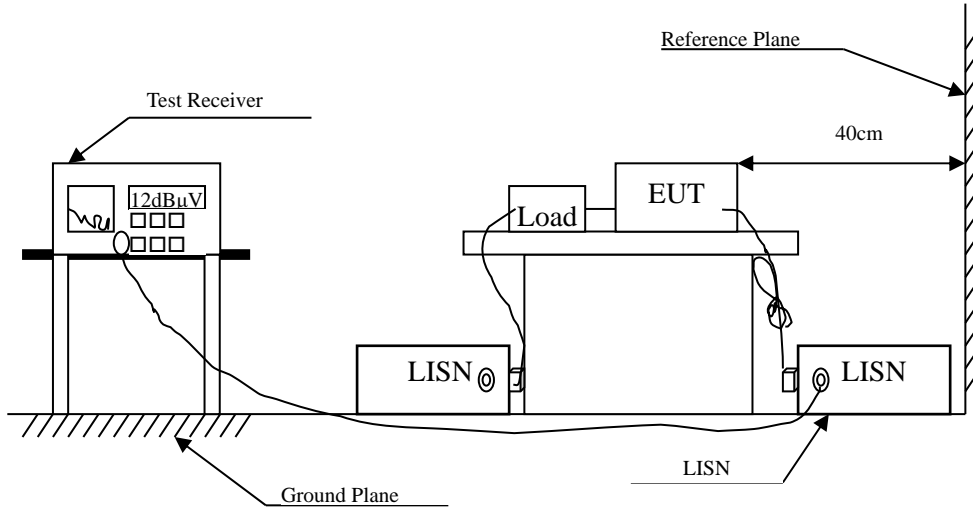 Reference Plane
Test Receiver
40cm
12dBµV
Load
EUT
LISN
LISN
LISN
Ground Plane